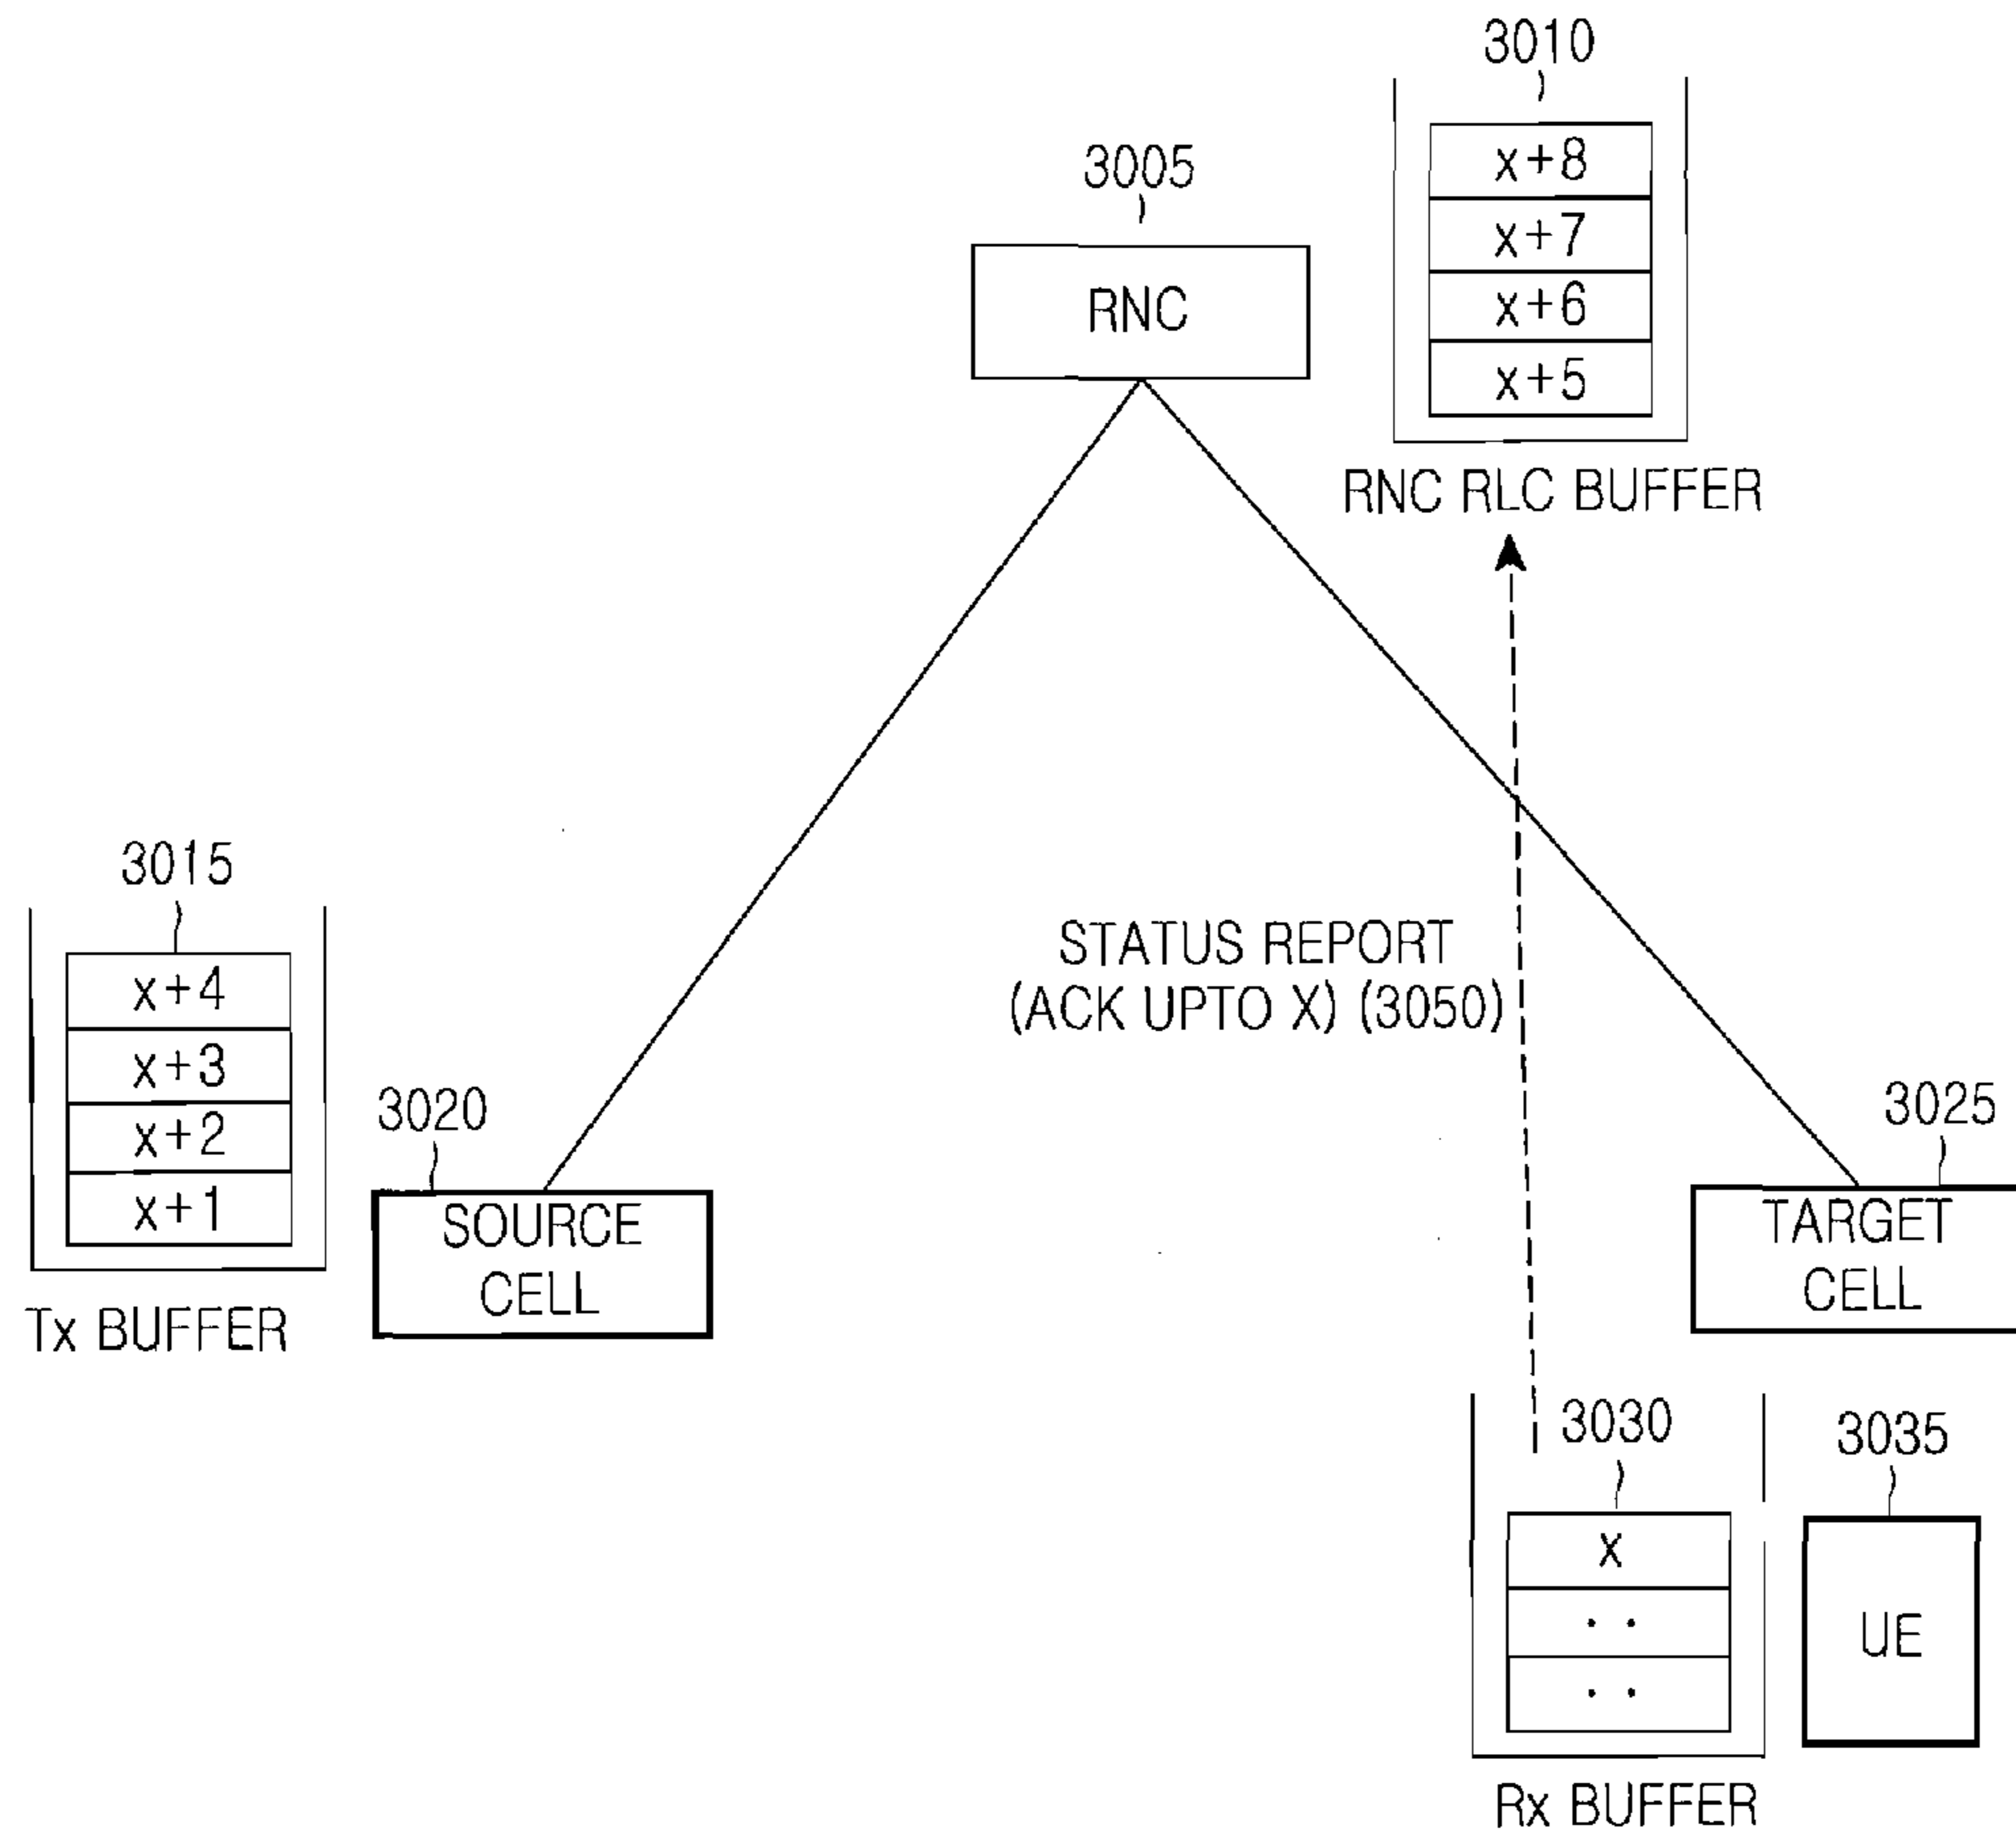 3010
x+8
x+7
x+6
x+5
RNC RLC BUFFER
3005
RNC
3015
x+4
x+3
x+2
x+1
Tx BUFFER
3020
SOURCE
CELL
STATUS REPORT
(ACK UPTO X) (3050)
3025
TARGET
CELL
3030
x
. .
. .
Rx BUFFER
3035
UE